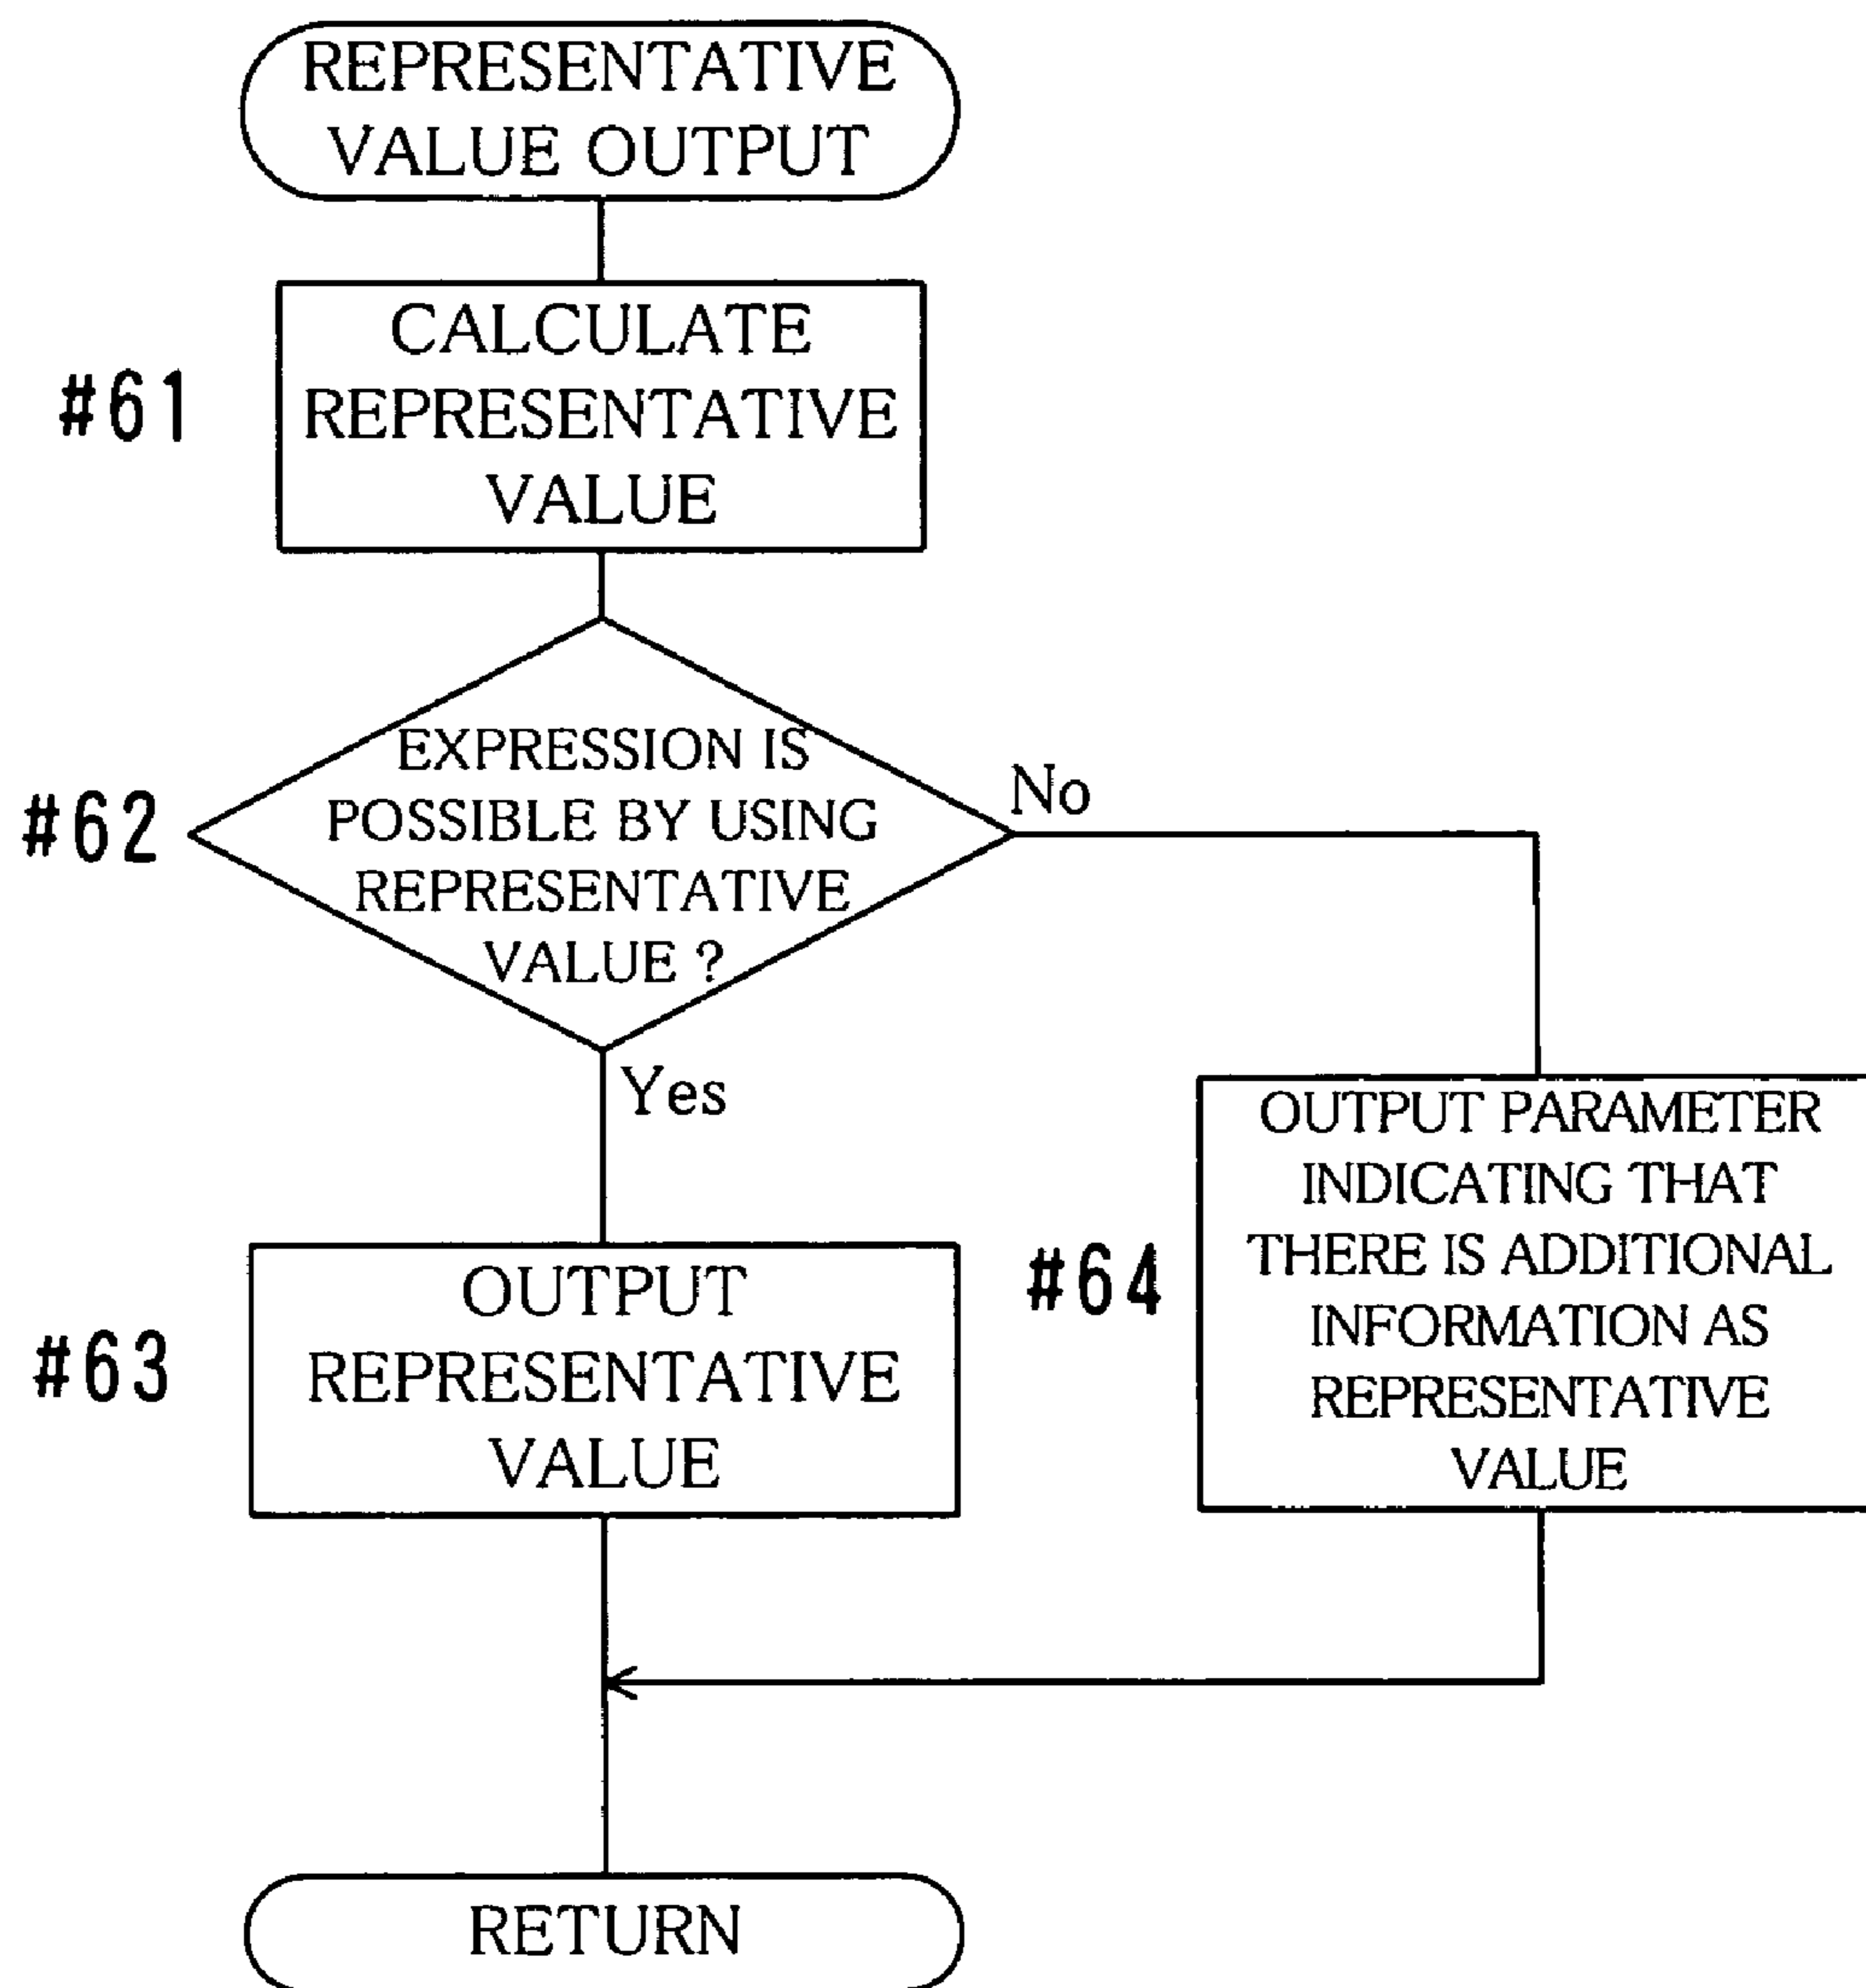 REPRESENTATIVE
VALUE OUTPUT
#61
CALCULATE
REPRESENTATIVE
VALUE
#62
EXPRESSION IS
POSSIBLE BY USING
REPRESENTATIVE
VALUE ?
No
Yes
#63
OUTPUT
REPRESENTATIVE
VALUE
#64
OUTPUT PARAMETER
INDICATING THAT
THERE IS ADDITIONAL
INFORMATION AS
REPRESENTATIVE
VALUE
RETURN